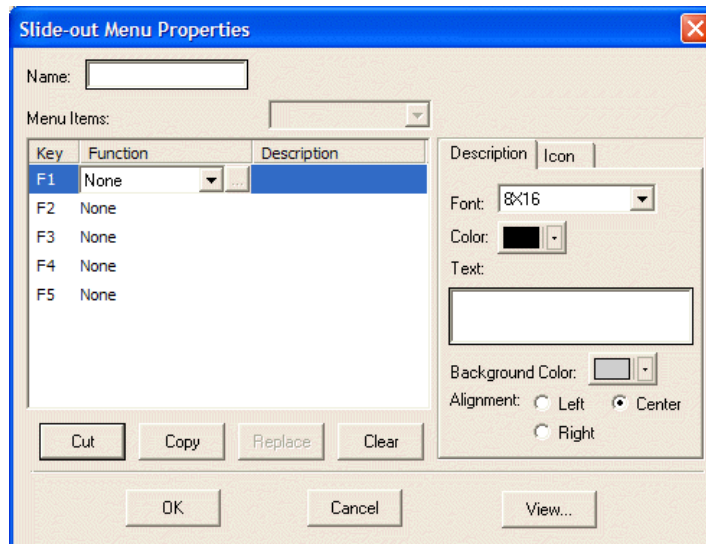 Slide-out Menu Properties
Name:
Menu Items:
Key Function Description
F1 None ...
F2 None
F3 None
F4 None
F5 None
Cut Copy Replace Clear
Description Icon
Font: 8X16
Color:
Text:
Background Color:
Alignment: Left Center
Right
OK Cancel View...